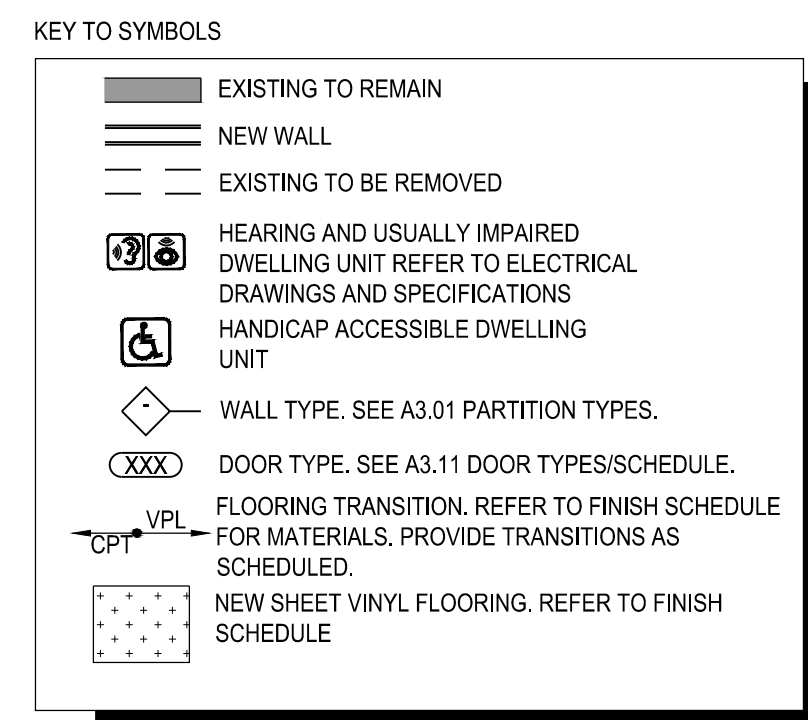 KEY TO SYMBOLS
EXISTING TO REMAIN
NEW WALL
EXISTING TO BE REMOVED
HEARING AND USUALLY IMPAIRED
DWELLING UNIT REFER TO ELECTRICAL
DRAWINGS AND SPECIFICATIONS
HANDICAP ACCESSIBLE DWELLING
UNIT
- WALL TYPE. SEE A3.01 PARTITION TYPES.
XXX DOOR TYPE. SEE A3.11 DOOR TYPES/SCHEDULE.
CPT VPL
FLOORING TRANSITION. REFER TO FINISH SCHEDULE
FOR MATERIALS. PROVIDE TRANSITIONS AS
SCHEDULED.
NEW SHEET VINYL FLOORING. REFER TO FINISH
SCHEDULE